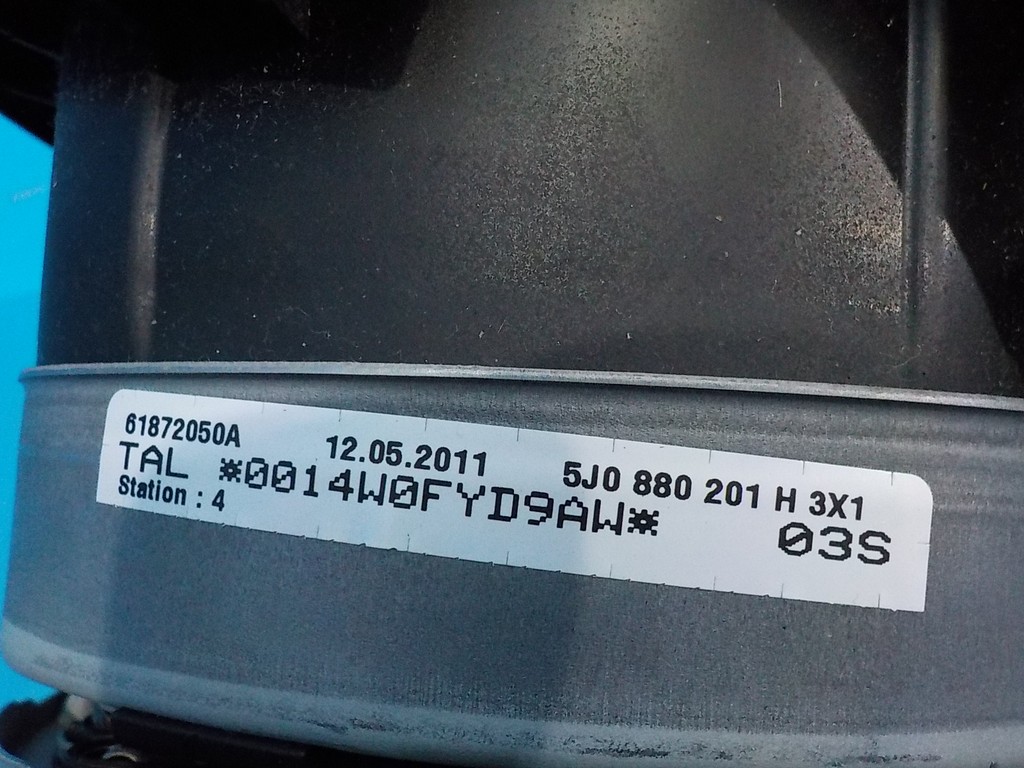 61872050A 12.05.2011 5J0 880 201 H 3X1
TAL *0014W0FYD9AW* 03S
Station : 4